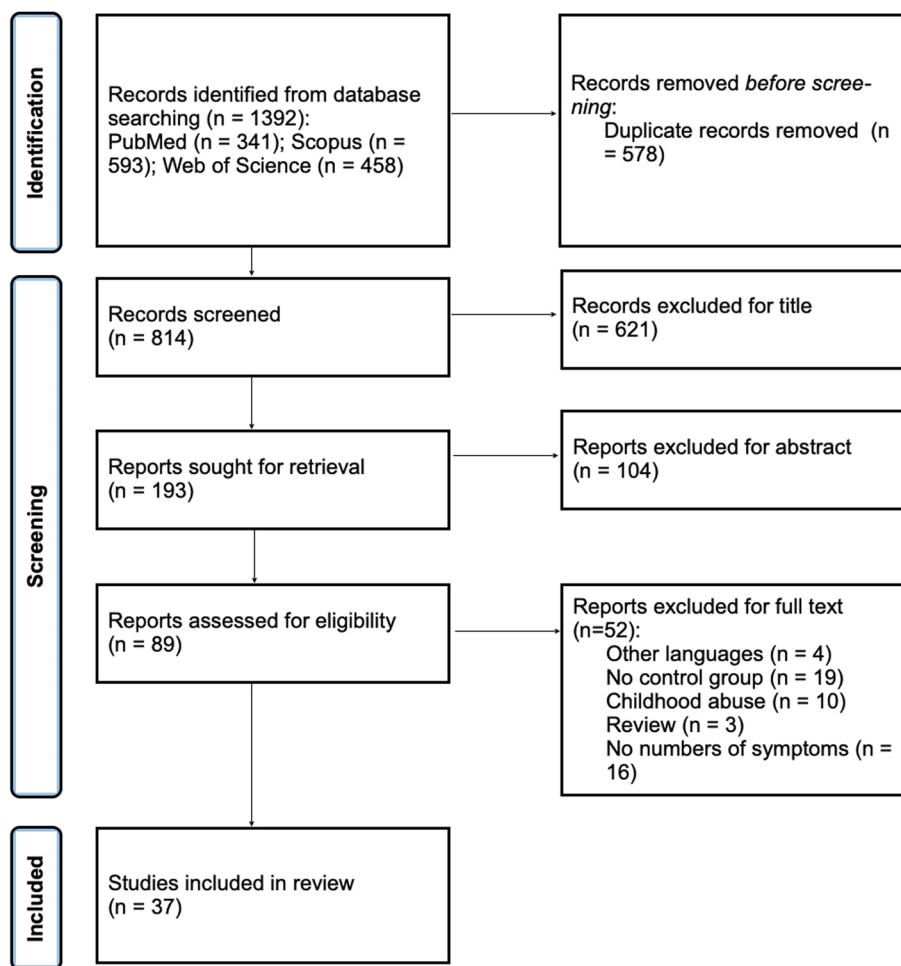 Identification
Records identified from database
searching (n = 1392):
PubMed (n = 341); Scopus (n =
593); Web of Science (n = 458)
Records removed before scree-
ning:
Duplicate records removed (n
= 578)
Screening
Records screened
(n = 814)
Records excluded for title
(n = 621)
Reports sought for retrieval
(n = 193)
Reports excluded for abstract
(n = 104)
Reports assessed for eligibility
(n = 89)
Reports excluded for full text
(n=52):
Other languages (n = 4)
No control group (n = 19)
Childhood abuse (n = 10)
Review (n = 3)
No numbers of symptoms (n =
16)
Included
Studies included in review
(n = 37)